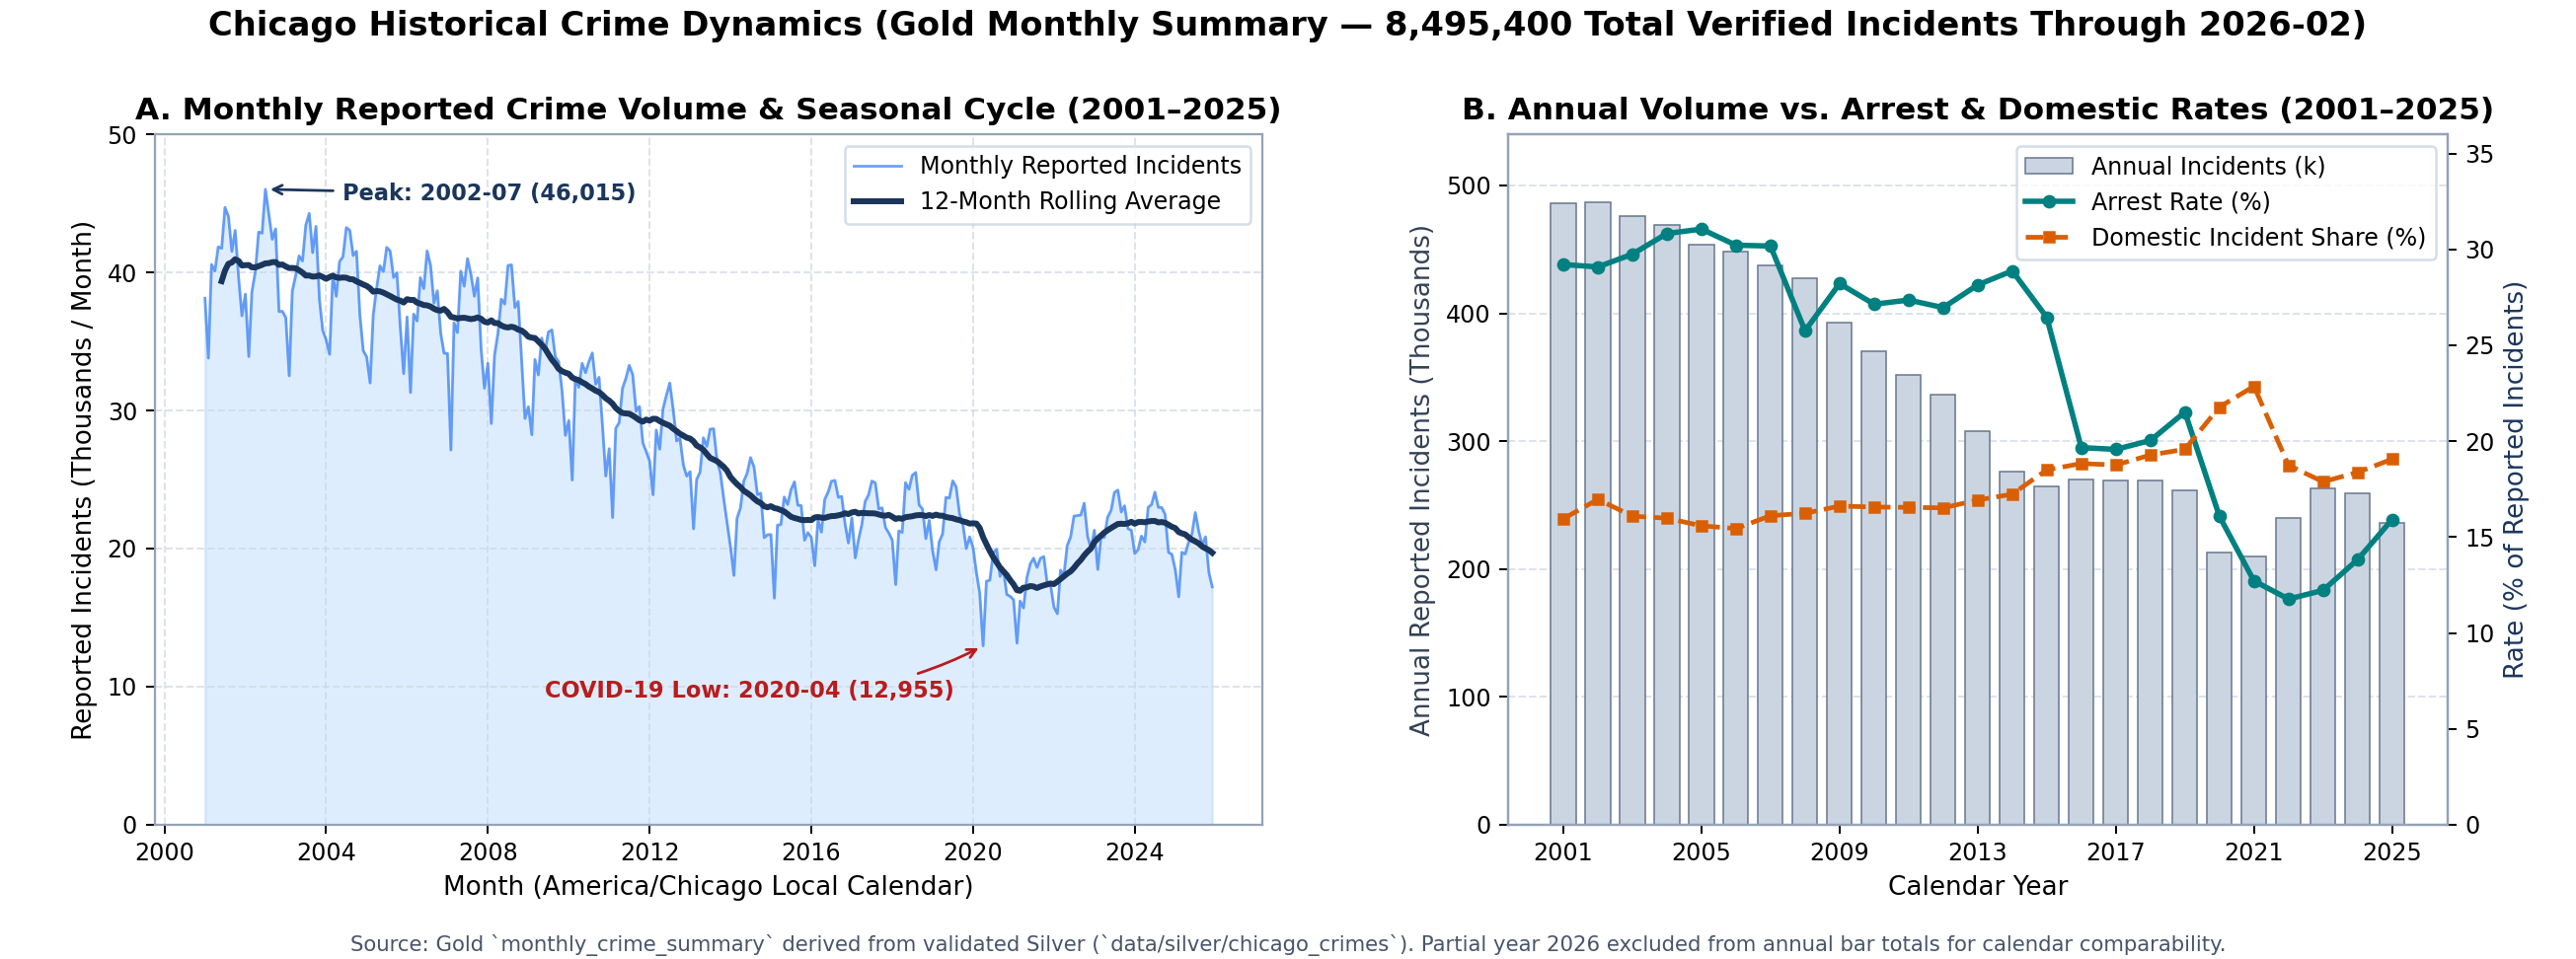 Chicago Historical Crime Dynamics (Gold Monthly Summary — 8,495,400 Total Verified Incidents Through 2026-02)
A. Monthly Reported Crime Volume & Seasonal Cycle (2001–2025)
Reported Incidents (Thousands / Month)
50
40
30
20
10
0
Monthly Reported Incidents
12-Month Rolling Average
Peak: 2002-07 (46,015)
COVID-19 Low: 2020-04 (12,955)
2000 2004 2008 2012 2016 2020 2024
Month (America/Chicago Local Calendar)
B. Annual Volume vs. Arrest & Domestic Rates (2001–2025)
Annual Reported Incidents (Thousands)
500
400
300
200
100
0
Annual Incidents (k)
Arrest Rate (%)
Domestic Incident Share (%)
35
30
25
20
15
10
5
0
Rate (% of Reported Incidents)
2001 2005 2009 2013 2017 2021 2025
Calendar Year
Source: Gold `monthly_crime_summary` derived from validated Silver (`data/silver/chicago_crimes`). Partial year 2026 excluded from annual bar totals for calendar comparability.